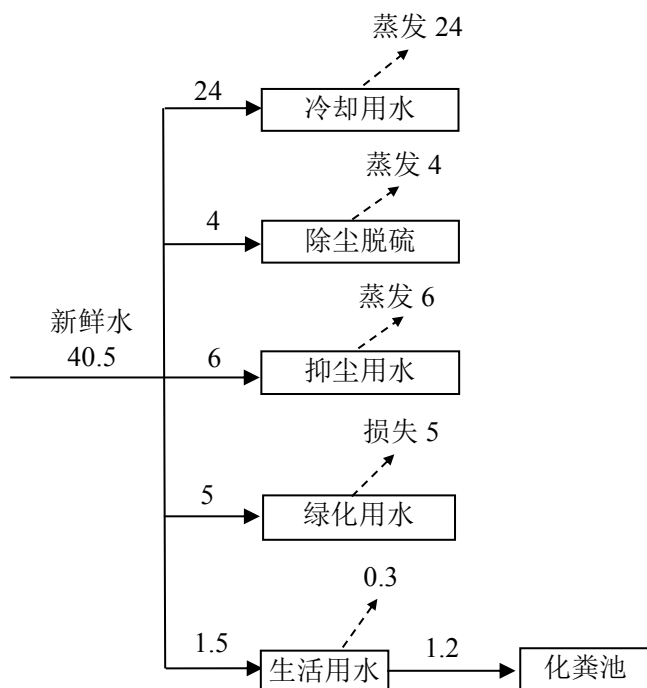 蒸发 24
24
冷却用水
蒸发 4
4
除尘脱硫
蒸发 6
新鲜水
40.5
6
抑尘用水
损失 5
5
绿化用水
0.3
1.5
生活用水
1.2
化粪池